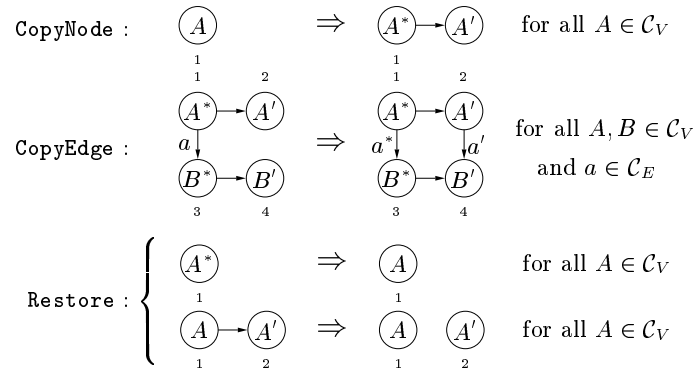 CopyNode : A ⇒ A* A′ for all A ∈ C_V
1 1
1 2 1 2
A* A′ A* A′
CopyEdge : a ⇒ a* a′ for all A, B ∈ C_V
and a ∈ C_E
B* B′ B* B′
3 4 3 4
A* ⇒ A for all A ∈ C_V
1 1
Restore :
A A′ ⇒ A A′ for all A ∈ C_V
1 2 1 2